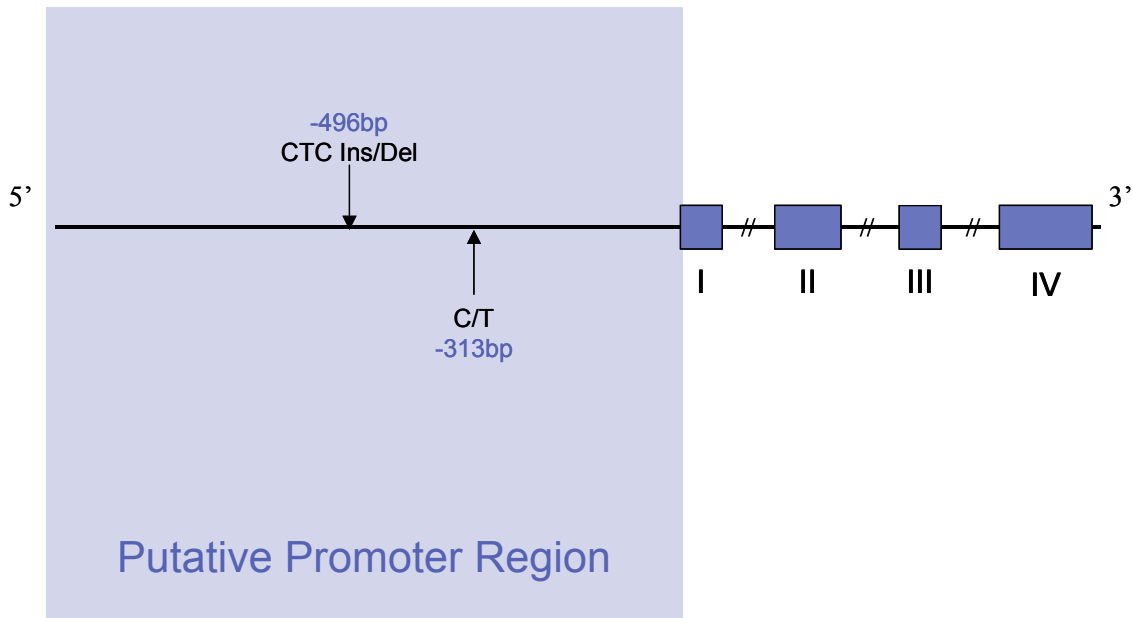 -496bp
CTC Ins/Del
5’
3’
I
II
III
IV
C/T
-313bp
Putative Promoter Region